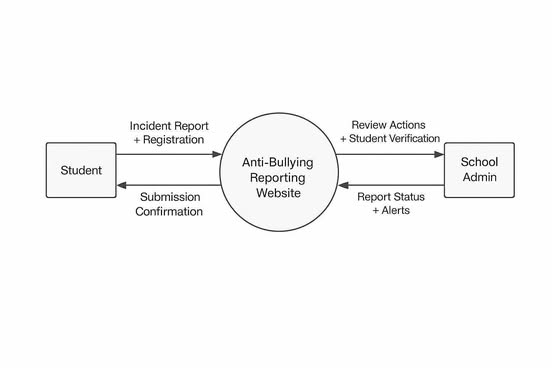 Incident Report
+ Registration
Review Actions
+ Student Verification
Student
Anti-Bullying
Reporting
Website
School
Admin
Submission
Confirmation
Report Status
+ Alerts